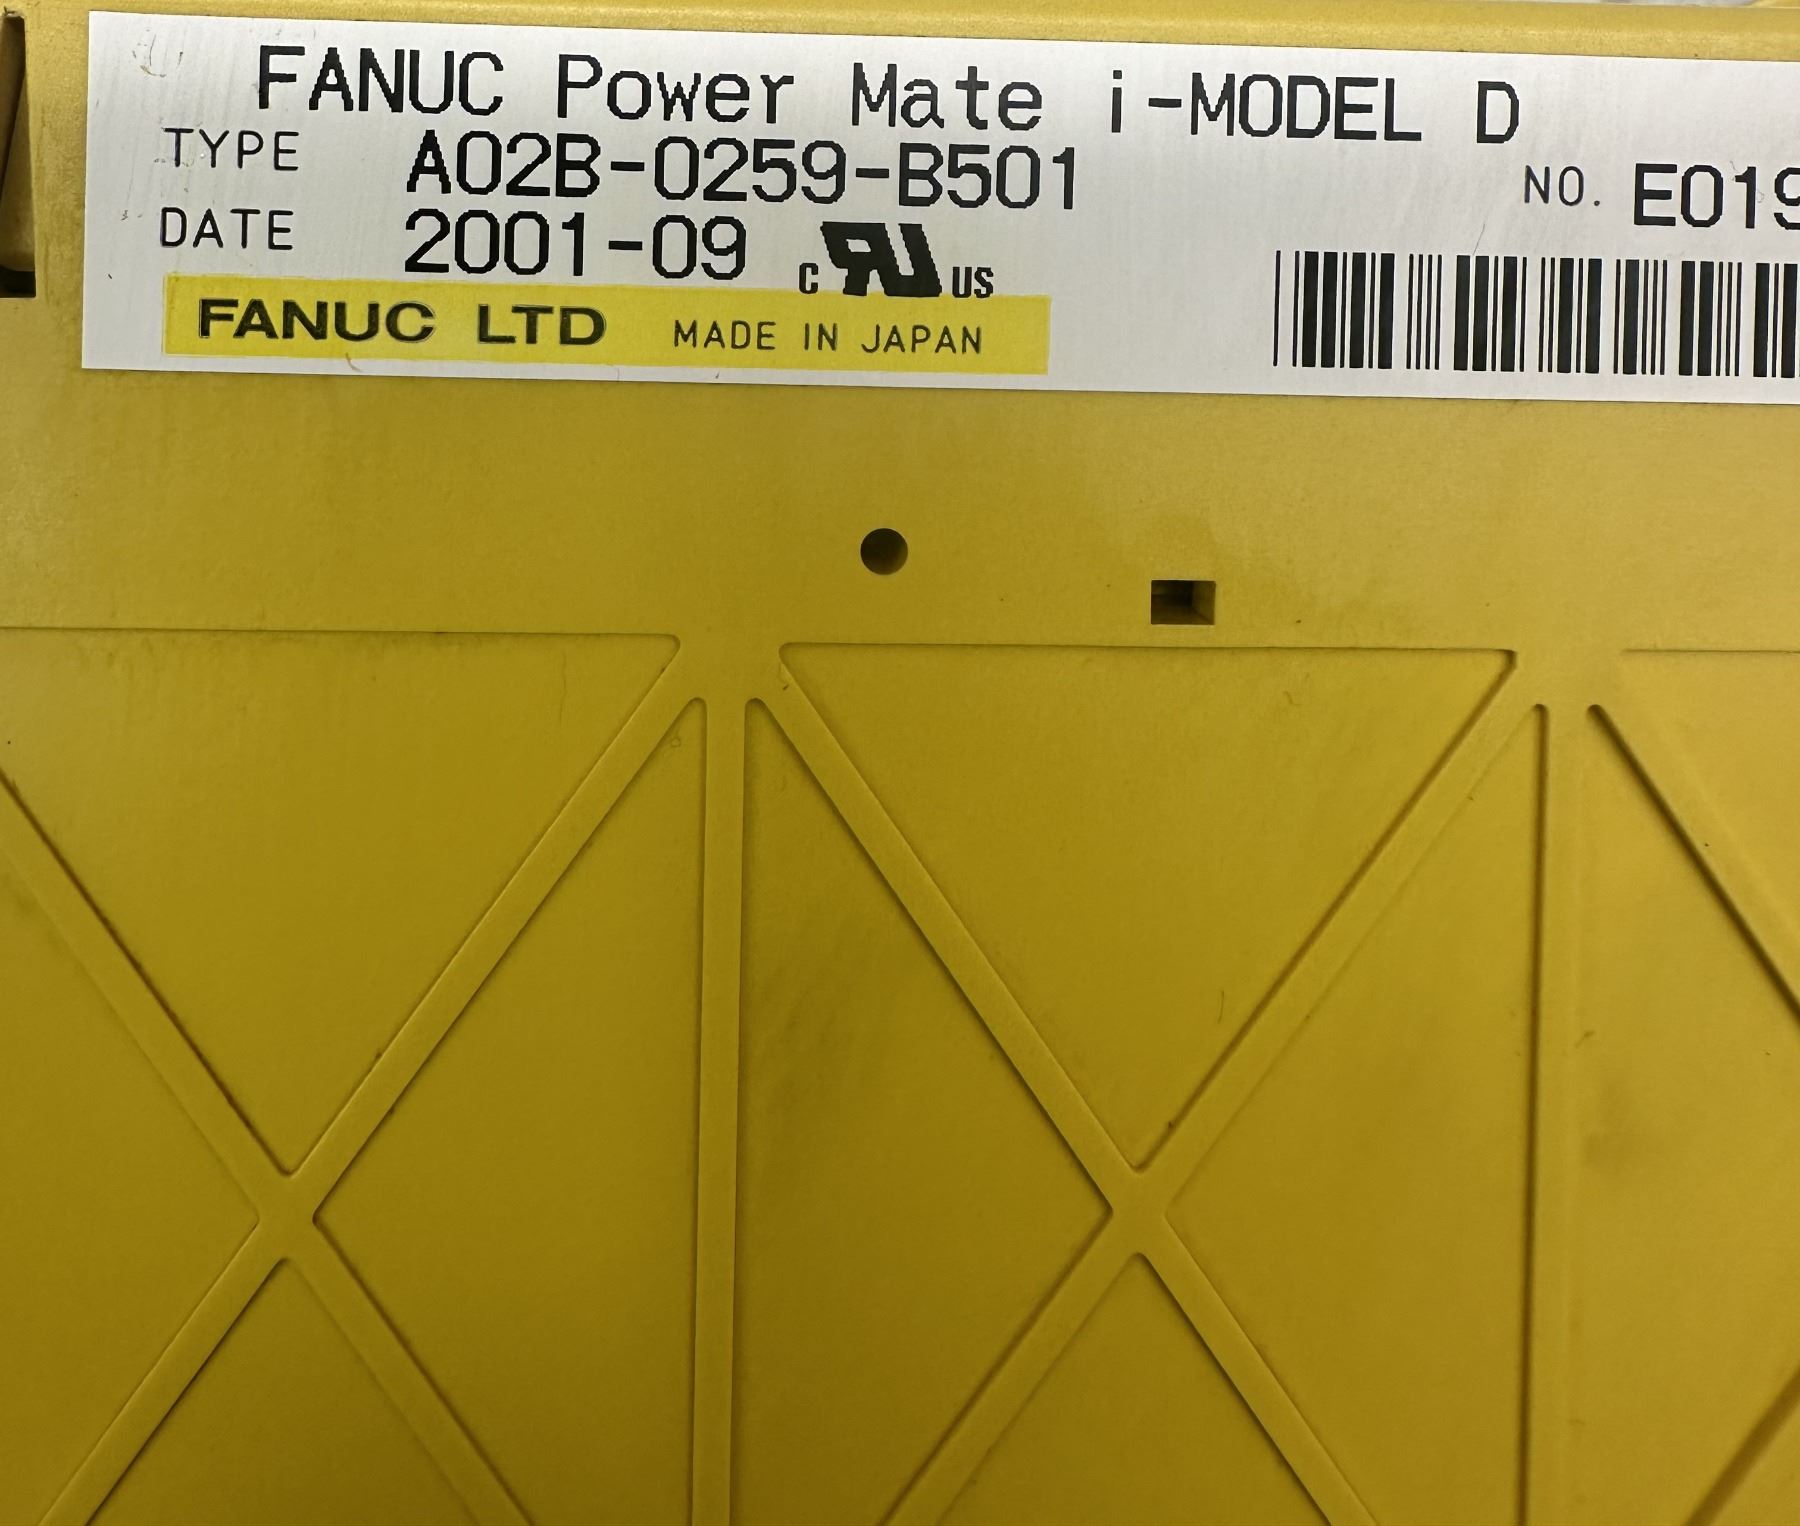 FANUC Power Mate i-MODEL D
TYPE A02B-0259-B501
NO. E019
DATE 2001-09 c RU US
FANUC LTD MADE IN JAPAN